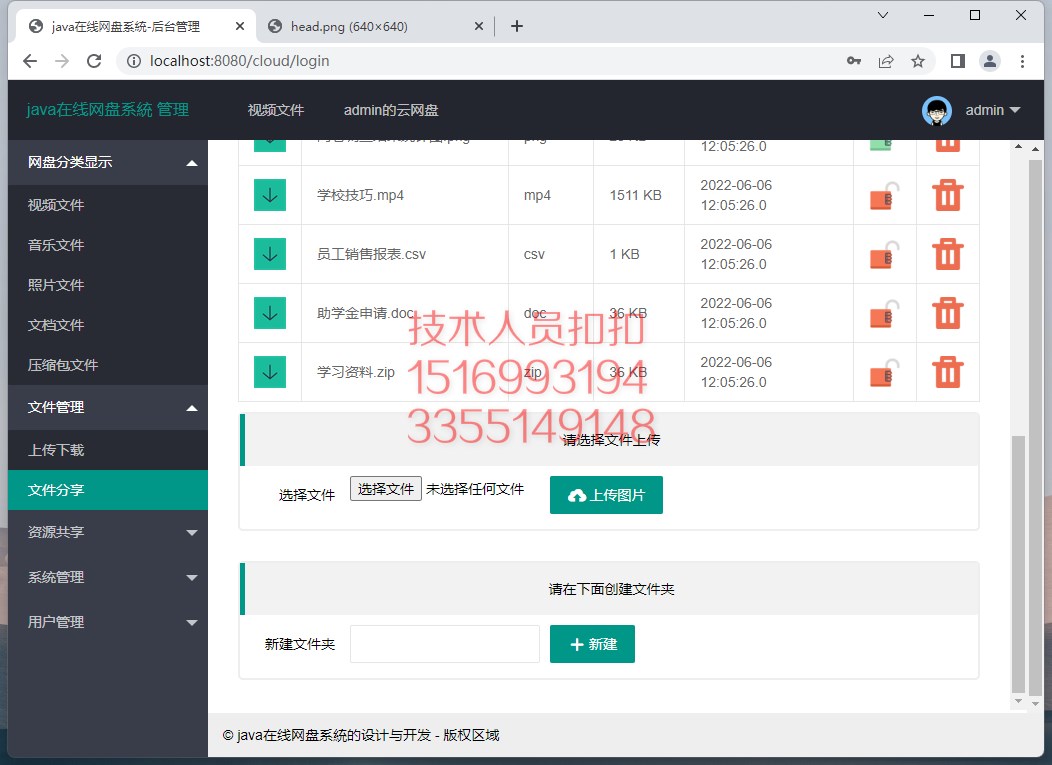 java在线网盘系统-后台管理
head.png (640×640)
localhost:8080/cloud/login
java在线网盘系統 管理
视频文件
admin的云网盘
admin
网盘分类显示
视频文件
音乐文件
照片文件
文档文件
压缩包文件
文件管理
上传下载
文件分享
资源共享
系统管理
用户管理
12:05:26.0
学校技巧.mp4 mp4 1511 KB 2022-06-06
12:05:26.0
员工销售报表.csv csv 1 KB 2022-06-06
12:05:26.0
助学金申请.doc doc 36 KB 2022-06-06
12:05:26.0
学习资料.zip zip 36 KB 2022-06-06
12:05:26.0
技术人员扣扣
1516993194
3355149148
请选择文件上传
选择文件 选择文件 未选择任何文件 上传图片
请在下面创建文件夹
新建文件夹 新建
© java在线网盘系统的设计与开发 - 版权区域